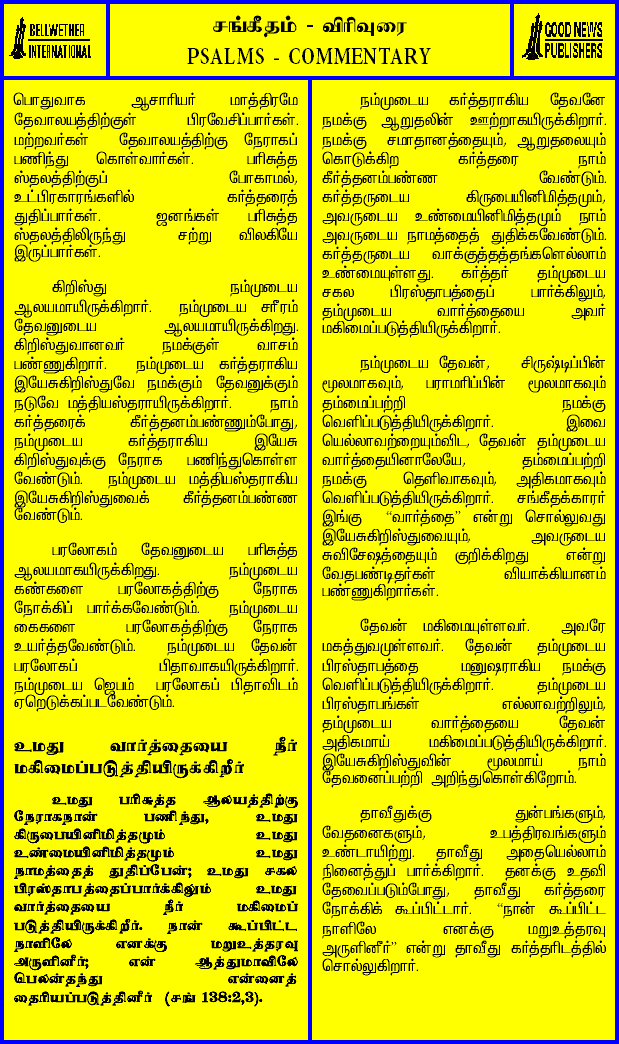 BELLWETHER
INTERNATIONAL
சங்கீதம் - விரிவுரை
PSALMS - COMMENTARY
GOOD NEWS
PUBLISHERS
பொதுவாக ஆசாரியர் மாத்திரமே
தேவாலயத்திற்குள் பிரவேசிப்பார்கள்.
மற்றவர்கள் தேவாலயத்திற்கு நேராகப்
பணிந்து கொள்வார்கள். பரிசுத்த
ஸ்தலத்திற்குப் போகாமல்,
உட்பிரகாரங்களில் கர்த்தரைத்
துதிப்பார்கள். ஜனங்கள் பரிசுத்த
ஸ்தலத்திலிருந்து சற்று விலகியே
இருப்பார்கள்.
கிறிஸ்து நம்முடைய
ஆலயமாயிருக்கிறார். நம்முடைய சரீரம்
தேவனுடைய ஆலயமாயிருக்கிறது.
கிறிஸ்துவானவர் நமக்குள் வாசம்
பண்ணுகிறார். நம்முடைய கர்த்தராகிய
இயேசுகிறிஸ்துவே நமக்கும் தேவனுக்கும்
நடுவே மத்தியஸ்தராயிருக்கிறார். நாம்
கர்த்தரைக் கீர்த்தனம்பண்ணும்போது,
நம்முடைய கர்த்தராகிய இயேசு
கிறிஸ்துவுக்கு நேராக பணிந்துகொள்ள
வேண்டும். நம்முடைய மத்தியஸ்தராகிய
இயேசுகிறிஸ்துவைக் கீர்த்தனம்பண்ண
வேண்டும்.
பரலோகம் தேவனுடைய பரிசுத்த
ஆலயமாகயிருக்கிறது. நம்முடைய
கண்களை பரலோகத்திற்கு நேராக
நோக்கிப் பார்க்கவேண்டும். நம்முடைய
கைகளை பரலோகத்திற்கு நேராக
உயர்த்தவேண்டும். நம்முடைய தேவன்
பரலோகப் பிதாவாகயிருக்கிறார்.
நம்முடைய ஜெபம் பரலோகப் பிதாவிடம்
ஏறெடுக்கப்படவேண்டும்.
உமது வார்த்தையை நீர்
மகிமைப்படுத்தியிருக்கிறீர்
உமது பரிசுத்த ஆலயத்திற்கு
நேராகநான் பணிந்து, உமது
கிருபையினிமித்தமும் உமது
உண்மையினிமித்தமும் உமது
நாமத்தைத் துதிப்பேன்; உமது சகல
பிரஸ்தாபத்தைப்பார்க்கிலும் உமது
வார்த்தையை நீர் மகிமைப்
படுத்தியிருக்கிறீர். நான் கூப்பிட்ட
நாளிலே எனக்கு மறுஉத்தரவு
அருளினீர்; என் ஆத்துமாவிலே
பெலன்தந்து என்னைத்
தைரியப்படுத்தினீர் (சங் 138:2,3).
நம்முடைய கர்த்தராகிய தேவனே
நமக்கு ஆறுதலின் ஊற்றாகயிருக்கிறார்.
நமக்கு சமாதானத்தையும், ஆறுதலையும்
கொடுக்கிற கர்த்தரை நாம்
கீர்த்தனம்பண்ண வேண்டும்.
கர்த்தருடைய கிருபையினிமித்தமும்,
அவருடைய உண்மையினிமித்தமும் நாம்
அவருடைய நாமத்தைத் துதிக்கவேண்டும்.
கர்த்தருடைய வாக்குத்தத்தங்களெல்லாம்
உண்மையுள்ளது. கர்த்தர் தம்முடைய
சகல பிரஸ்தாபத்தைப் பார்க்கிலும்,
தம்முடைய வார்த்தையை அவர்
மகிமைப்படுத்தியிருக்கிறார்.
நம்முடைய தேவன், சிருஷ்டிப்பின்
மூலமாகவும், பராமரிப்பின் மூலமாகவும்
தம்மைப்பற்றி நமக்கு
வெளிப்படுத்தியிருக்கிறார். இவை
யெல்லாவற்றையும்விட, தேவன் தம்முடைய
வார்த்தையினாலேயே, தம்மைப்பற்றி
நமக்கு தெளிவாகவும், அதிகமாகவும்
வெளிப்படுத்தியிருக்கிறார். சங்கீதக்காரர்
இங்கு “வார்த்தை” என்று சொல்லுவது
இயேசுகிறிஸ்துவையும், அவருடைய
சுவிசேஷத்தையும் குறிக்கிறது என்று
வேதபண்டிதர்கள் வியாக்கியானம்
பண்ணுகிறார்கள்.
தேவன் மகிமையுள்ளவர். அவரே
மகத்துவமுள்ளவர். தேவன் தம்முடைய
பிரஸ்தாபத்தை மனுஷராகிய நமக்கு
வெளிப்படுத்தியிருக்கிறார். தம்முடைய
பிரஸ்தாபங்கள் எல்லாவற்றிலும்,
தம்முடைய வார்த்தையை தேவன்
அதிகமாய் மகிமைப்படுத்தியிருக்கிறார்.
இயேசுகிறிஸ்துவின் மூலமாய் நாம்
தேவனைப்பற்றி அறிந்துகொள்கிறோம்.
தாவீதுக்கு துன்பங்களும்,
வேதனைகளும், உபத்திரவங்களும்
உண்டாயிற்று. தாவீது அதையெல்லாம்
நினைத்துப் பார்க்கிறார். தனக்கு உதவி
தேவைப்படும்போது, தாவீது கர்த்தரை
நோக்கிக் கூப்பிட்டார். “நான் கூப்பிட்ட
நாளிலே எனக்கு மறுஉத்தரவு
அருளினீர்” என்று தாவீது கர்த்தரிடத்தில்
சொல்லுகிறார்.